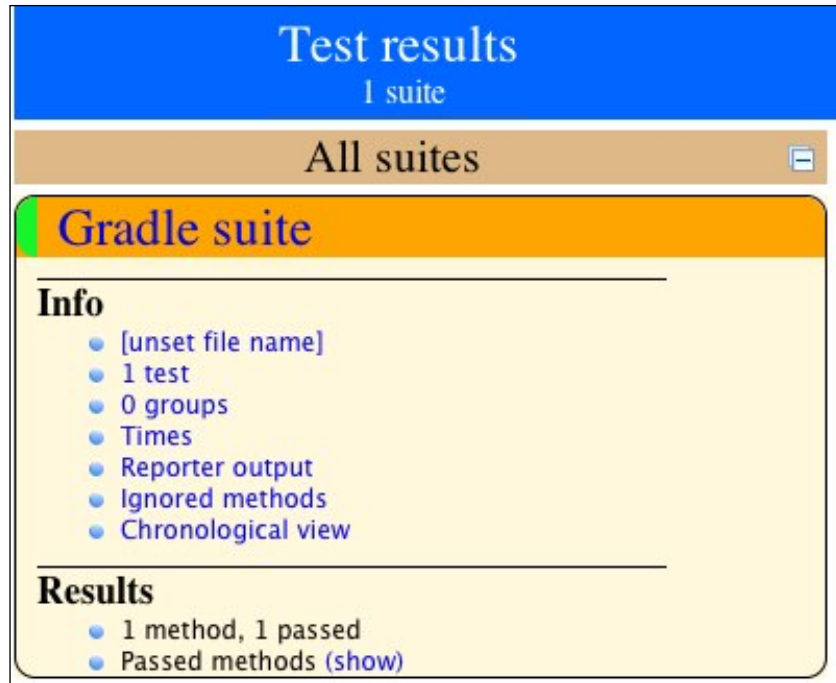 Test results
1 suite
All suites
Gradle suite
Info
[unset file name]
1 test
0 groups
Times
Reporter output
Ignored methods
Chronological view
Results
1 method, 1 passed
Passed methods (show)